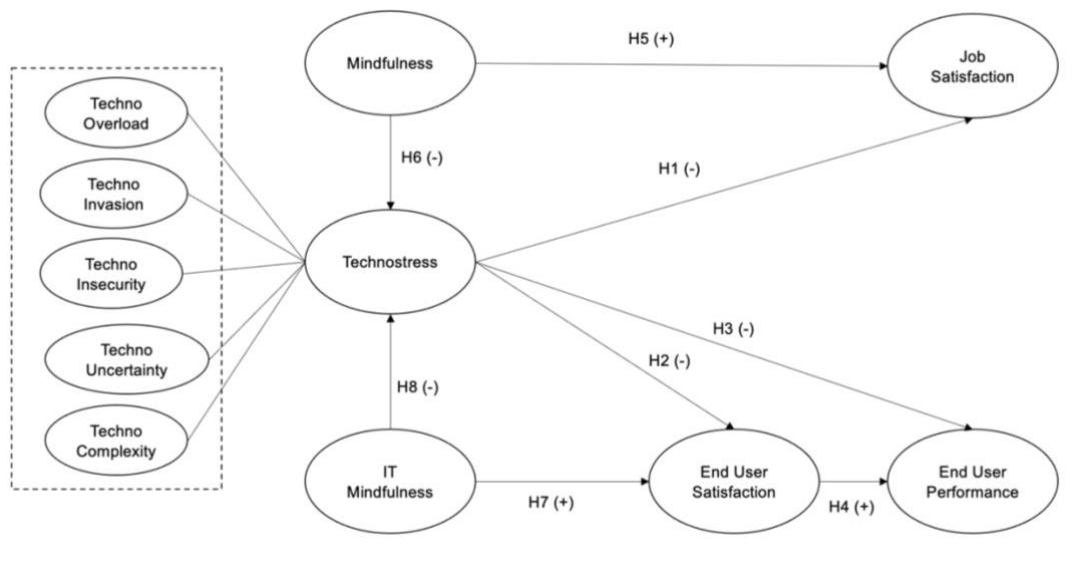 Mindfulness
H5 (+)
Job
Satisfaction
Techno
Overload
H6 (-)
H1 (-)
Techno
Invasion
Techno
Insecurity
Technostress
Techno
Uncertainty
H3 (-)
H2 (-)
H8 (-)
Techno
Complexity
IT
Mindfulness
H7 (+)
End User
Satisfaction
H4 (+)
End User
Performance